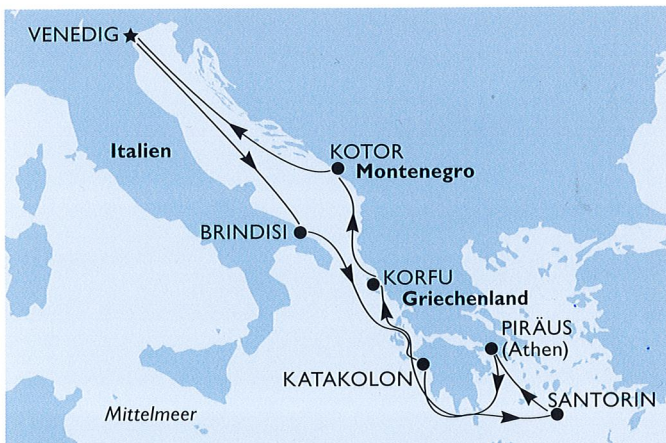 VENEDIG
Italien
KOTOR
Montenegro
BRINDISI
KORFU
Griechenland
PIRÄUS
(Athen)
KATAKOLON
SANTORIN
Mittelmeer